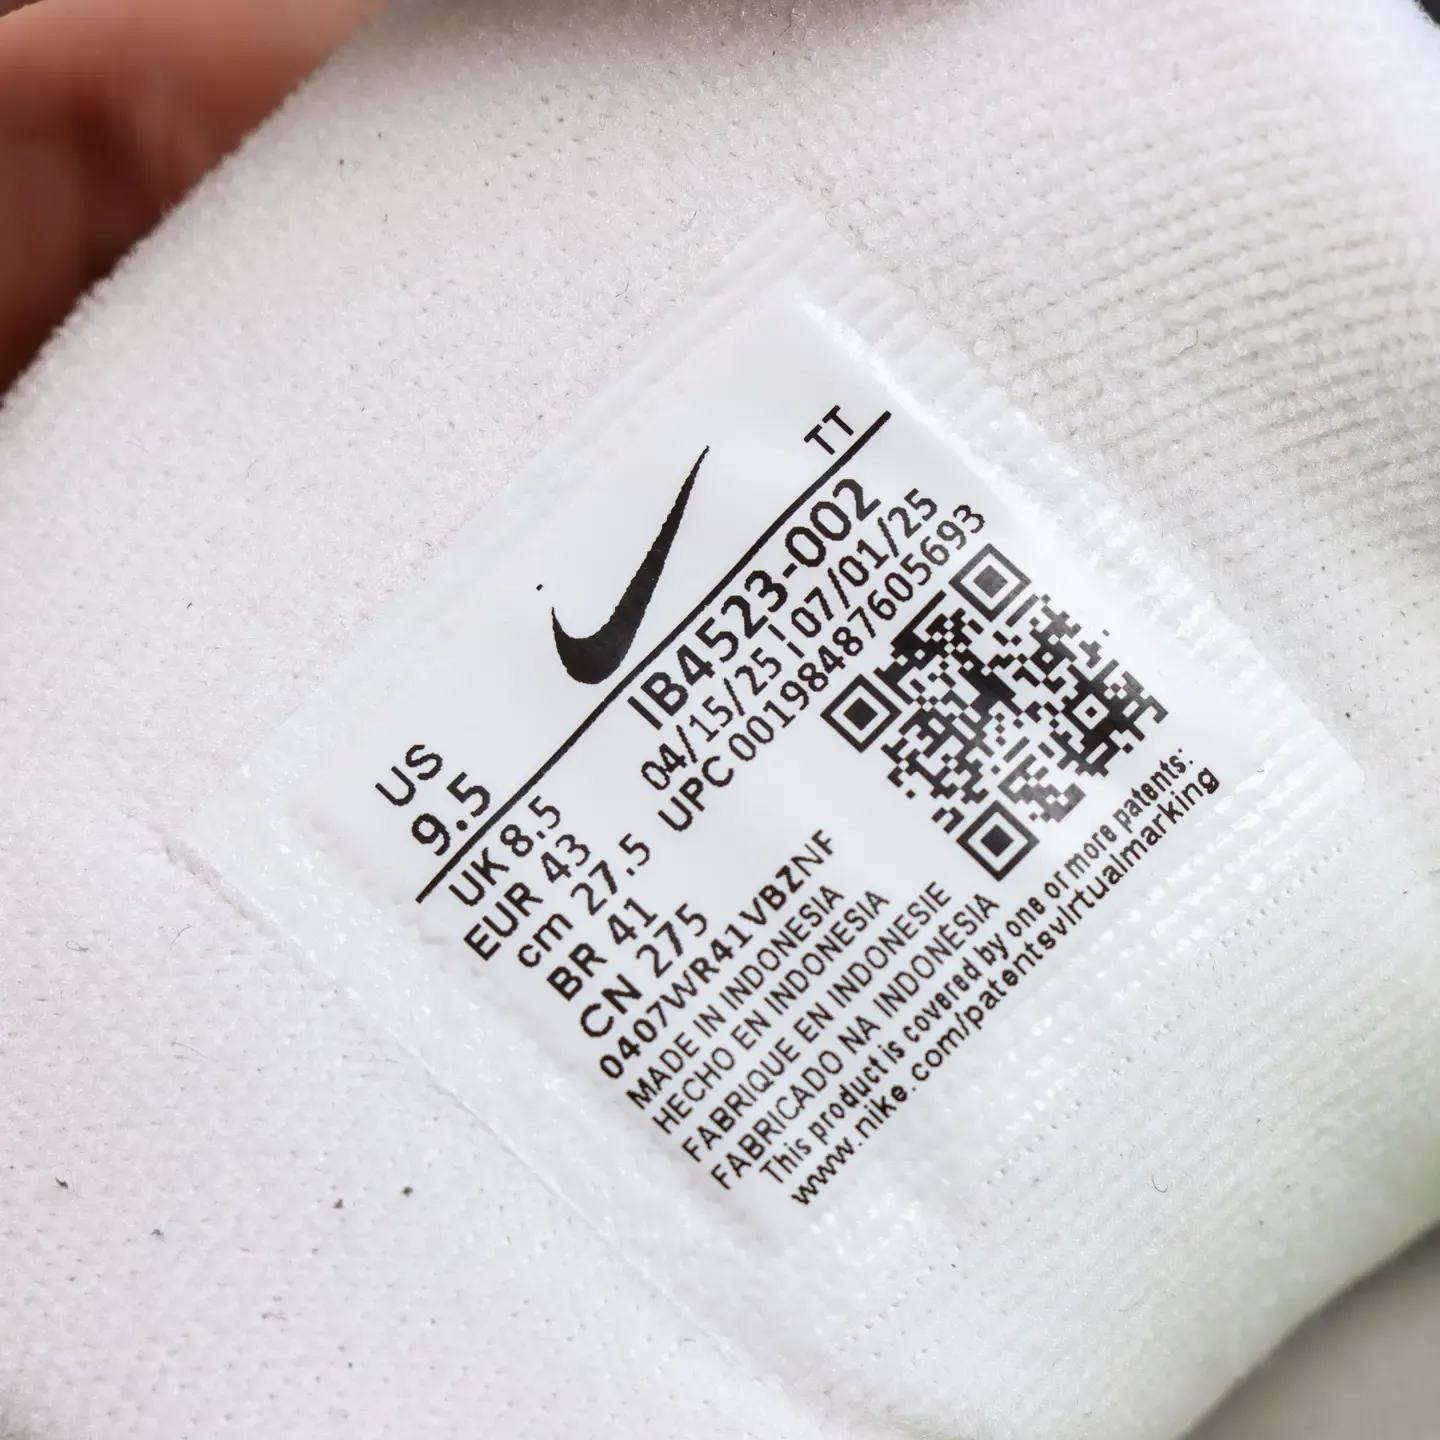 TT
US
9.5
UK 8.5
EUR 43
cm 27.5
BR 41
CN 275
IB4523-002
04/15/25 | 07/01/25
UPC 00198487605693
0407WR41VBZNF
MADE IN INDONESIA
HECHO EN INDONESIA
FABRIQUE EN INDONESIE
FABRICADO NA INDONÉSIA
This product is covered by one or more patents:
www.nike.com/patentsvirtualmarking